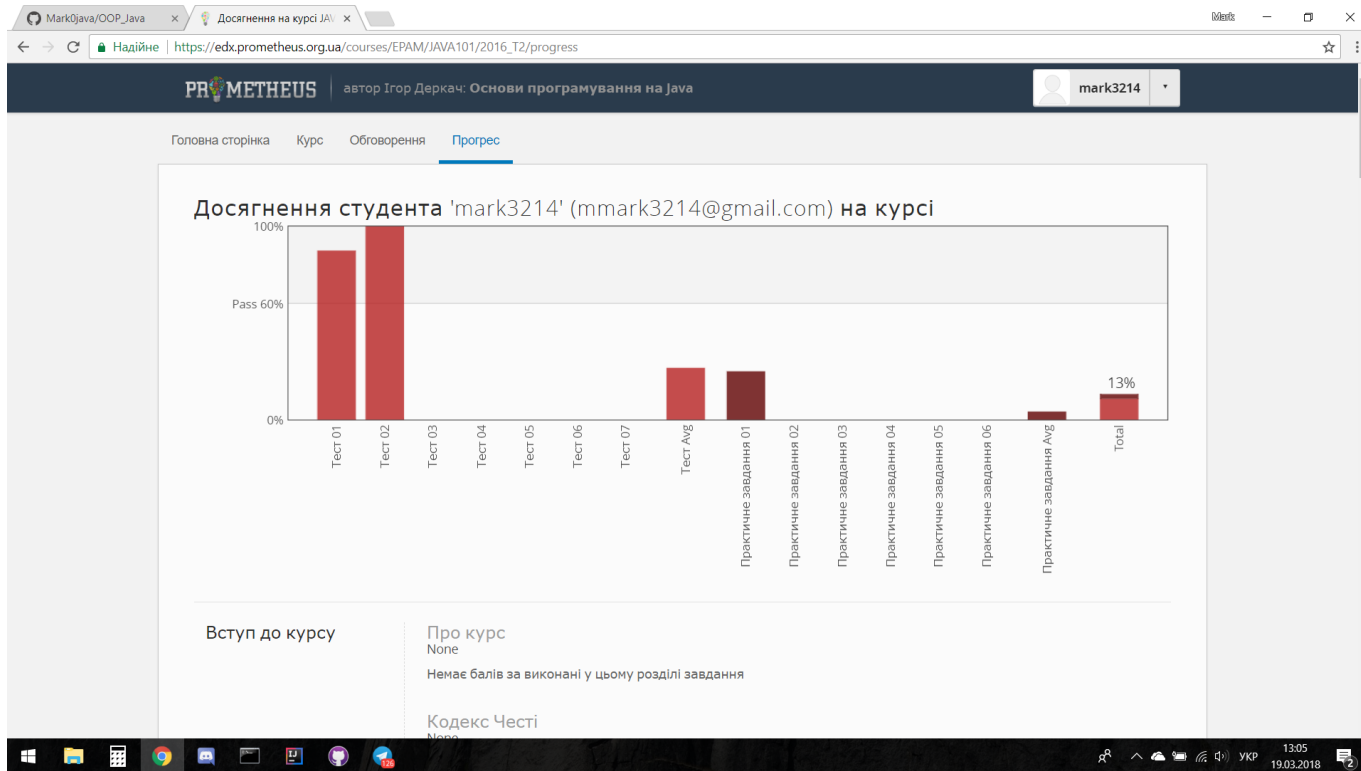 Mark0java/OOP_Java
Досягнення на курсі JAV
Mark
Надійне
https://edx.prometheus.org.ua/courses/EPAM/JAVA101/2016_T2/progress
PROMETHEUS
автор Ігор Деркач: Основи програмування на Java
mark3214
Головна сторінка
Курс
Обговорення
Прогрес
Досягнення студента 'mark3214' (mmark3214@gmail.com) на курсі
100%
Pass 60%
0%
13%
Тест 01
Тест 02
Тест 03
Тест 04
Тест 05
Тест 06
Тест 07
Тест Avg
Практичне завдання 01
Практичне завдання 02
Практичне завдання 03
Практичне завдання 04
Практичне завдання 05
Практичне завдання 06
Практичне завдання Avg
Total
Вступ до курсу
Про курс
None
Немає балів за виконані у цьому розділі завдання
Кодекс Честі
None
126
УКР
13:05
19.03.2018
2